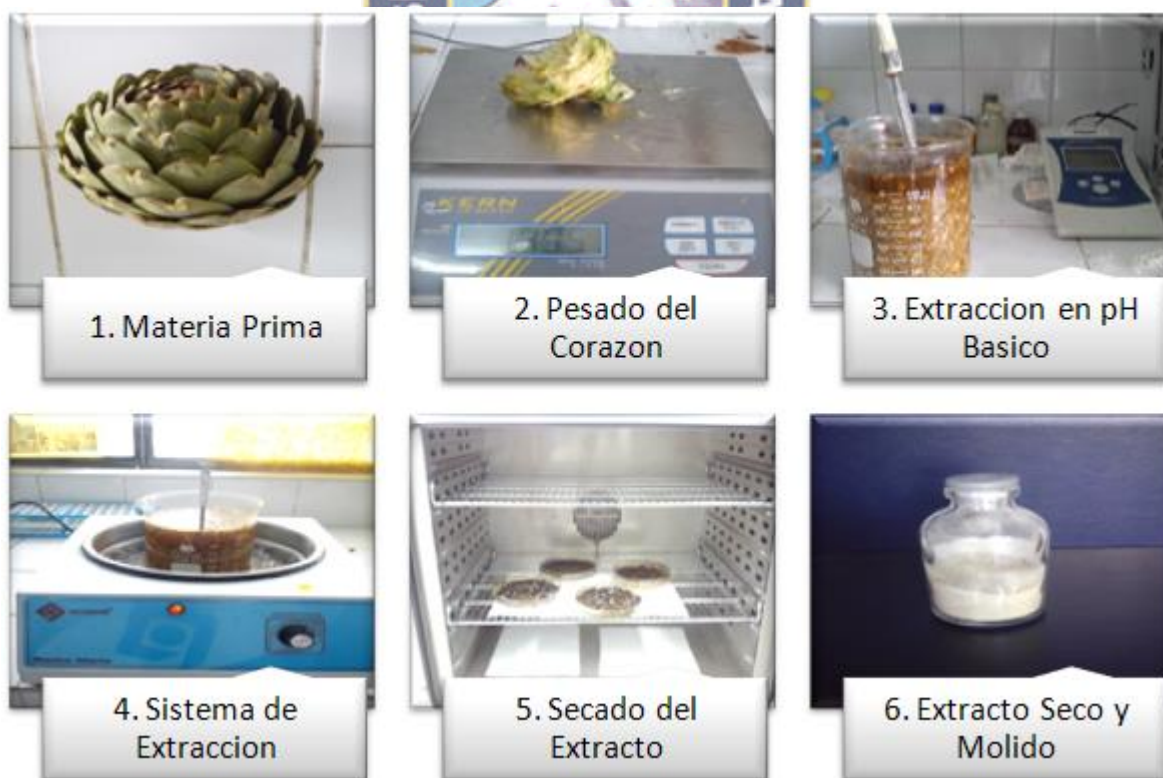 1. Materia Prima
2. Pesado del
Corazon
3. Extraccion en pH
Basico
KERN
4. Sistema de
Extraccion
5. Secado del
Extracto
6. Extracto Seco y
Molido